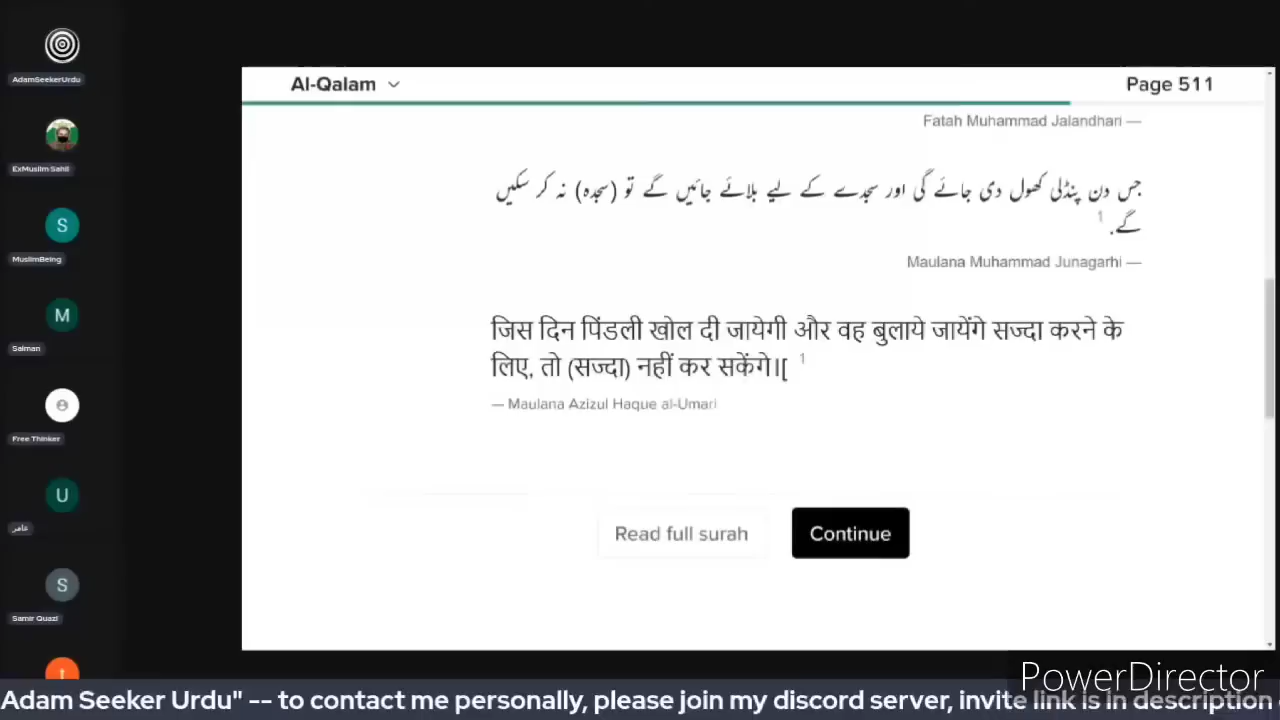 AdamSeekerUrdu
ExMuslim Sahil
S
MuslimBeing
M
Salman
Free Thinker
U
عامر
S
Samir Quazi
Al-Qalam
Page 511
Fatah Muhammad Jalandhari —
جس دن پنڈلی کھول دی جائے گی اور سجدے کے لیے بلائے جائیں گے تو (سجدہ) نہ کر سکیں
گے. 1
Maulana Muhammad Junagarhi —
जिस दिन पिंडली खोल दी जायेगी और वह बुलाये जायेंगे सज्दा करने के
लिए, तो (सज्दा) नहीं कर सकेंगे।[ 1
— Maulana Azizul Haque al-Umari
Read full surah
Continue
PowerDirector
Adam Seeker Urdu" -- to contact me personally, please join my discord server, invite link is in description